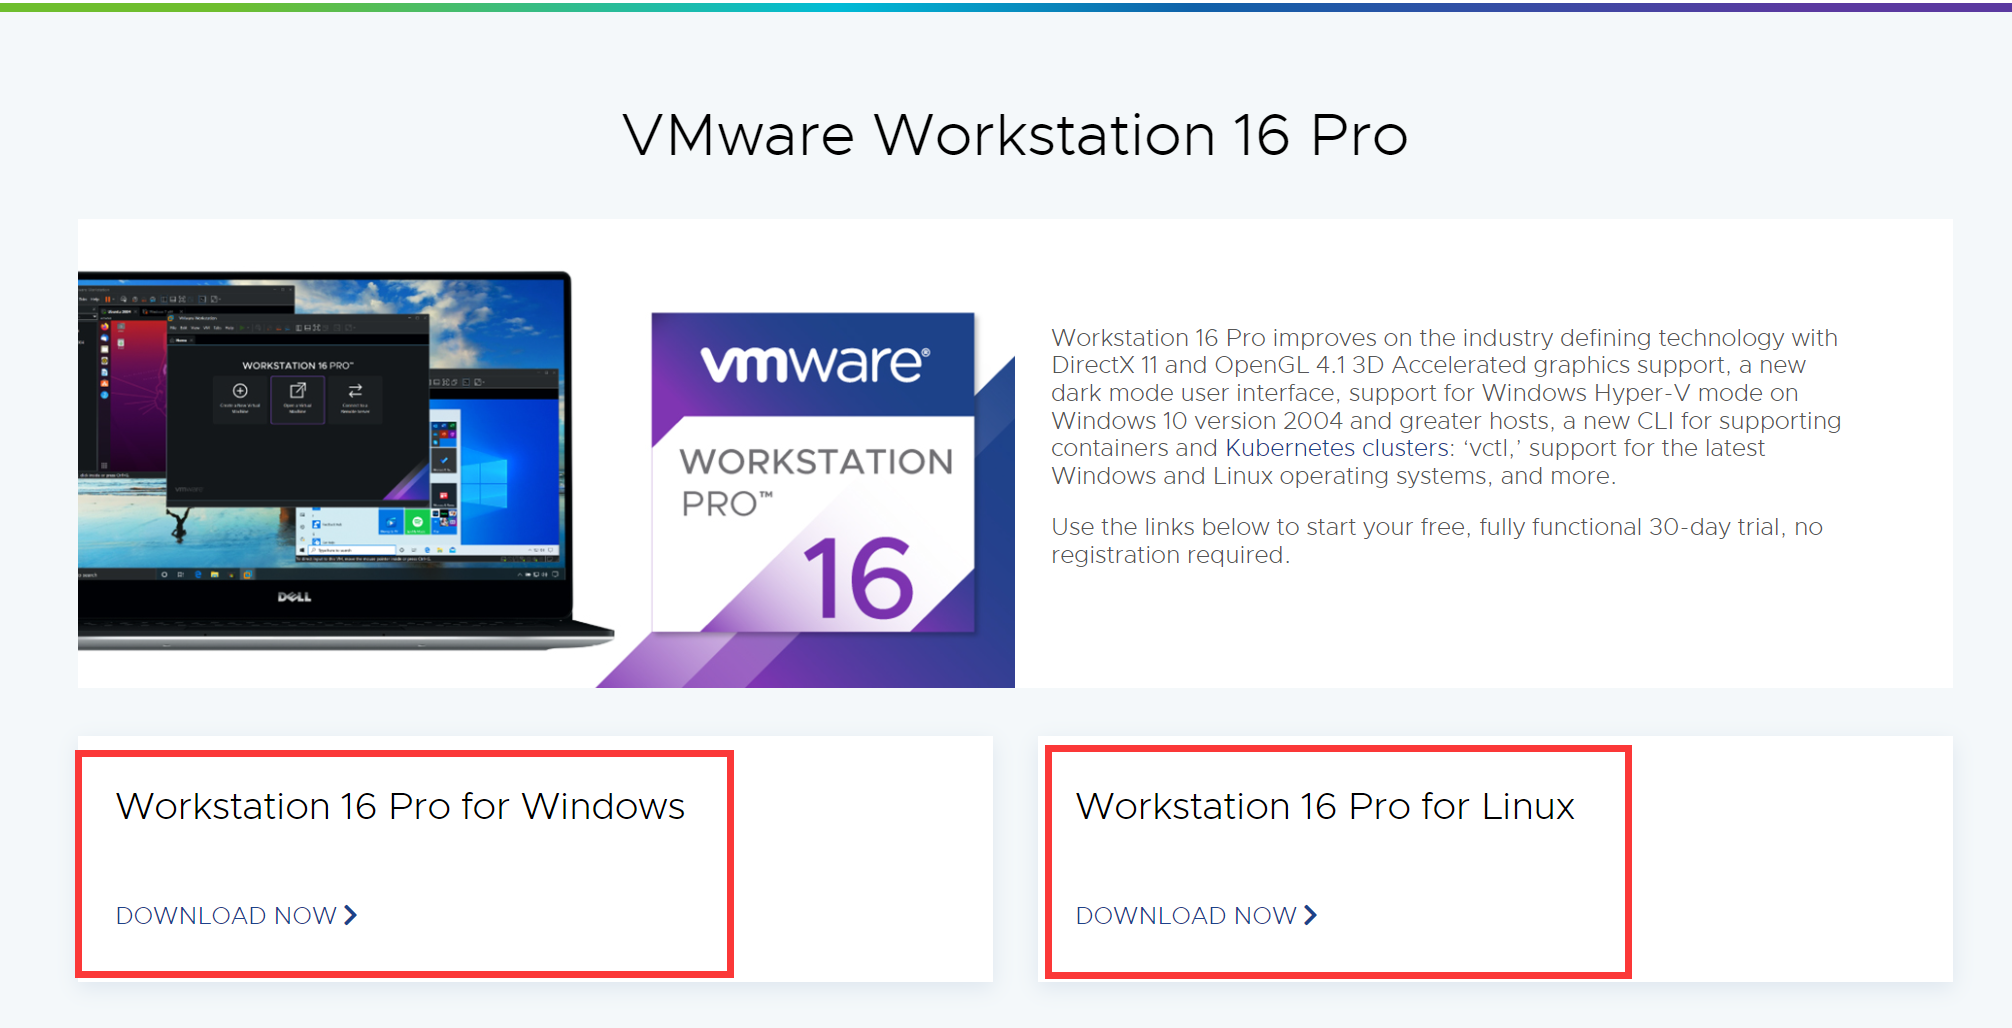 VMware Workstation 16 Pro
WORKSTATION 16 PRO™
DELL
vmware®
WORKSTATION
PRO™
16
Workstation 16 Pro improves on the industry defining technology with
DirectX 11 and OpenGL 4.1 3D Accelerated graphics support, a new
dark mode user interface, support for Windows Hyper-V mode on
Windows 10 version 2004 and greater hosts, a new CLI for supporting
containers and Kubernetes clusters: ‘vctl,’ support for the latest
Windows and Linux operating systems, and more.
Use the links below to start your free, fully functional 30-day trial, no
registration required.
Workstation 16 Pro for Windows
DOWNLOAD NOW
Workstation 16 Pro for Linux
DOWNLOAD NOW